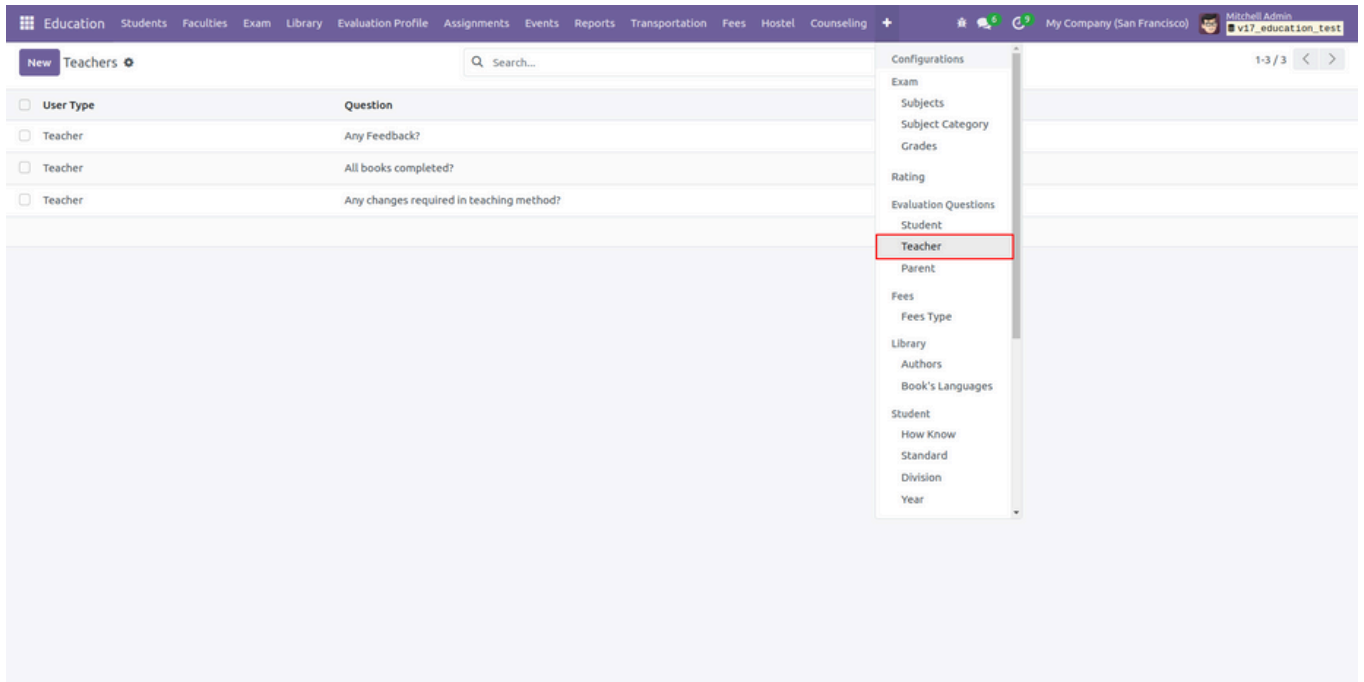 Education Students Faculties Exam Library Evaluation Profile Assignments Events Reports Transportation Fees Hostel Counseling + 6 9 My Company (San Francisco) Mitchell Admin
v17_education_test
New Teachers Search... 1-3 / 3
User Type Question
Teacher Any Feedback?
Teacher All books completed?
Teacher Any changes required in teaching method?
Configurations
Exam
Subjects
Subject Category
Grades
Rating
Evaluation Questions
Student
Teacher
Parent
Fees
Fees Type
Library
Authors
Book's Languages
Student
How Know
Standard
Division
Year